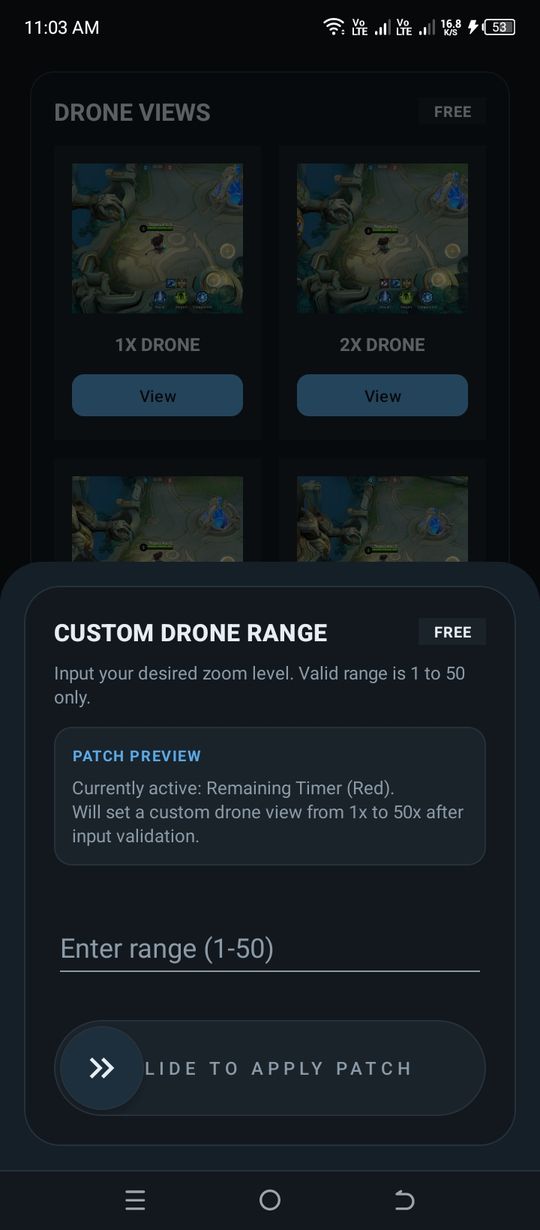 11:03 AM
Vo LTE Vo LTE 16.8 K/S 53
DRONE VIEWS
FREE
1X DRONE
2X DRONE
View
View
CUSTOM DRONE RANGE
FREE
Input your desired zoom level. Valid range is 1 to 50
only.
PATCH PREVIEW
Currently active: Remaining Timer (Red).
Will set a custom drone view from 1x to 50x after
input validation.
Enter range (1-50)
LIDE TO APPLY PATCH